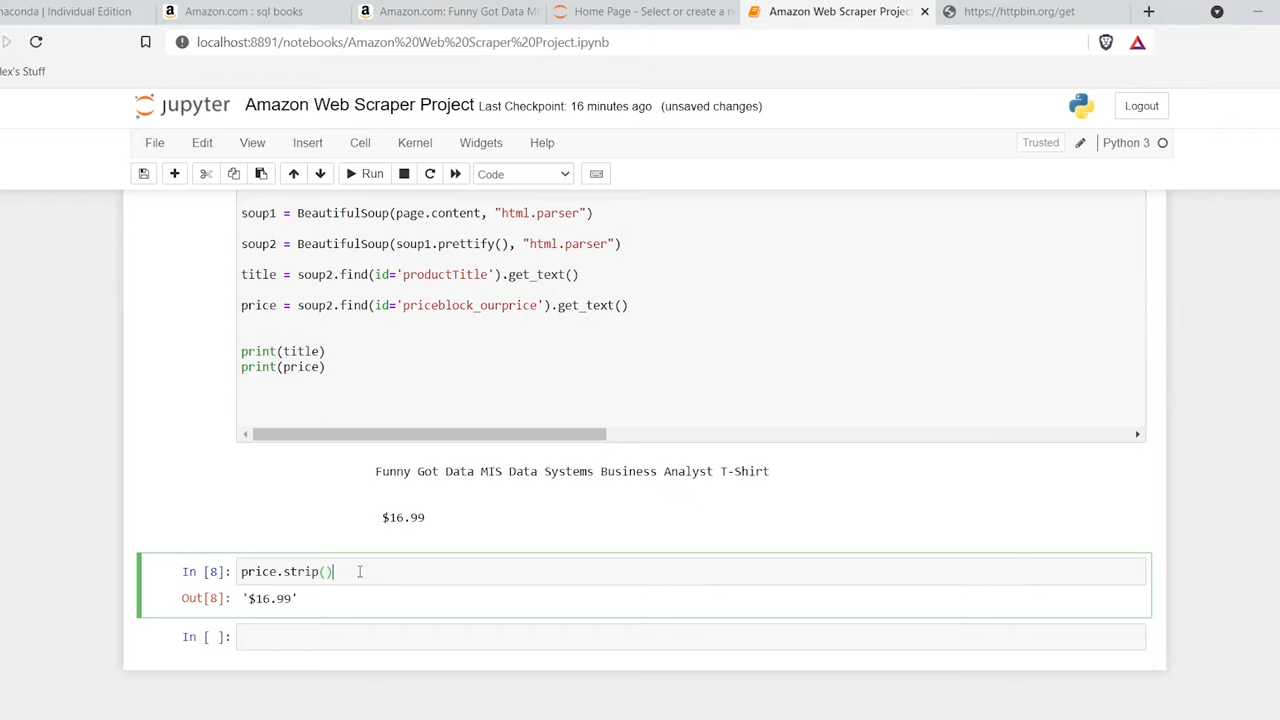 naconda | Individual Edition
Amazon.com : sql books
Amazon.com: Funny Got Data M
Home Page - Select or create a n
Amazon Web Scraper Project
https://httpbin.org/get
localhost:8891/notebooks/Amazon%20Web%20Scraper%20Project.ipynb
lex's Stuff
jupyter Amazon Web Scraper Project Last Checkpoint: 16 minutes ago (unsaved changes)
Logout
File Edit View Insert Cell Kernel Widgets Help
Trusted
Python 3
Run
Code
soup1 = BeautifulSoup(page.content, "html.parser")
soup2 = BeautifulSoup(soup1.prettify(), "html.parser")
title = soup2.find(id='productTitle').get_text()
price = soup2.find(id='priceblock_ourprice').get_text()
print(title)
print(price)
Funny Got Data MIS Data Systems Business Analyst T-Shirt
$16.99
In [8]: price.strip()
Out[8]: '$16.99'
In [ ]: